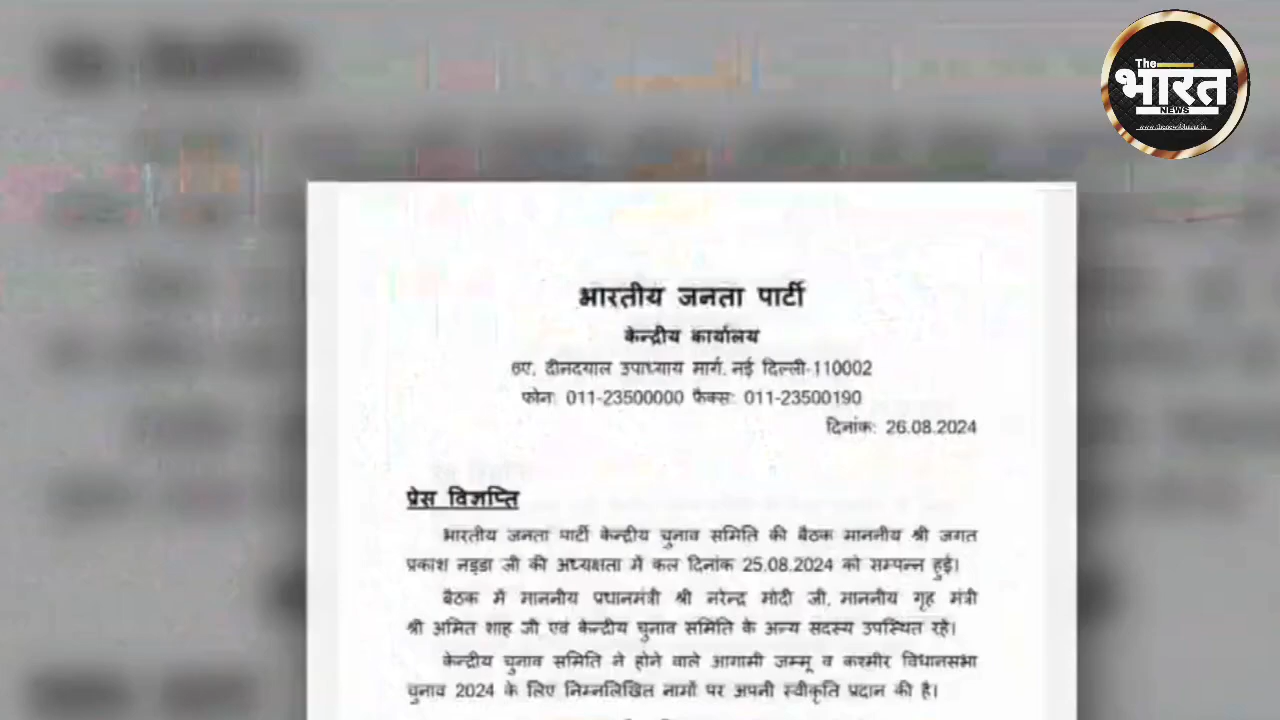 The
भारत
NEWS
भारतीय जनता पार्टी
केन्द्रीय कार्यालय
6ए, दीनदयाल उपाध्याय मार्ग, नई दिल्ली-110002
फोन: 011-23500000 फैक्स: 011-23500190
दिनांक: 26.08.2024
प्रेस विज्ञप्ति
भारतीय जनता पार्टी केन्द्रीय चुनाव समिति की बैठक माननीय श्री जगत
प्रकाश नड्डा जी की अध्यक्षता में कल दिनांक 25.08.2024 को सम्पन्न हुई।
बैठक में माननीय प्रधानमंत्री श्री नरेन्द्र मोदी जी, माननीय गृह मंत्री
श्री अमित शाह जी एवं केन्द्रीय चुनाव समिति के अन्य सदस्य उपस्थित रहे।
केन्द्रीय चुनाव समिति ने होने वाले आगामी जम्मू व कश्मीर विधानसभा
चुनाव 2024 के लिए निम्नलिखित नामों पर अपनी स्वीकृति प्रदान की है।